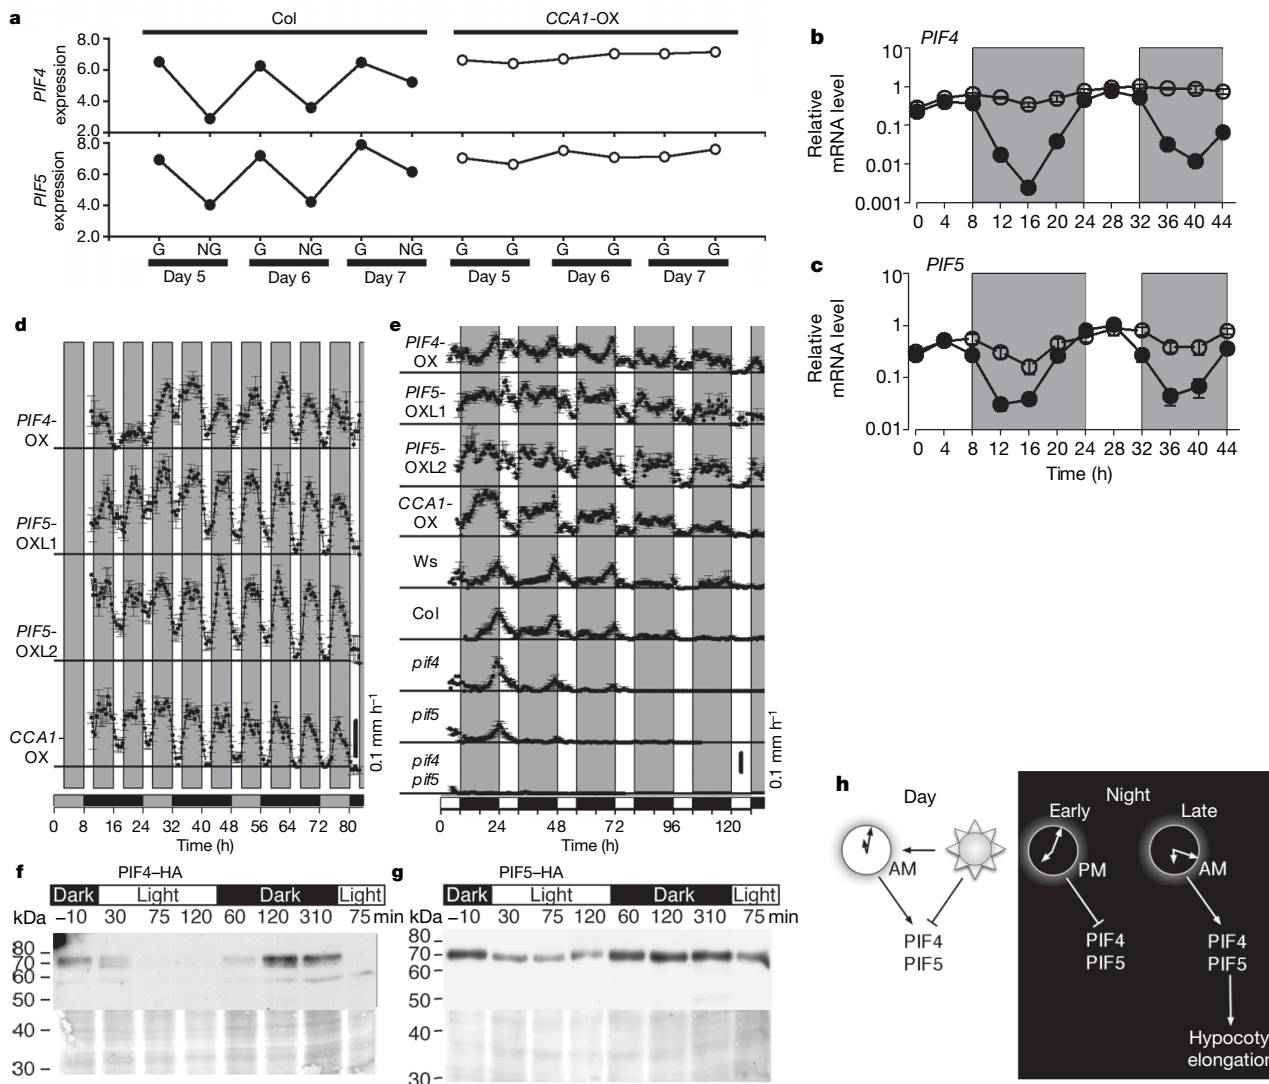 a
Col
CCA1-OX
8.0
6.0
4.0
2.0
PIF4
expression
8.0
6.0
4.0
2.0
PIF5
expression
G NG G NG G NG G G G G G G
Day 5 Day 6 Day 7 Day 5 Day 6 Day 7
b
PIF4
10
1
0.1
0.01
0.001
Relative
mRNA level
0 4 8 12 16 20 24 28 32 36 40 44
c
PIF5
10
1
0.1
0.01
Relative
mRNA level
0 4 8 12 16 20 24 28 32 36 40 44
Time (h)
d
PIF4-
OX
PIF5-
OXL1
PIF5-
OXL2
CCA1-
OX
0.1 mm h–1
0 8 16 24 32 40 48 56 64 72 80
Time (h)
e
PIF4-
OX
PIF5-
OXL1
PIF5-
OXL2
CCA1-
OX
Ws
Col
pif4
pif5
pif4
pif5
0.1 mm h–1
0 24 48 72 96 120
Time (h)
f
PIF4–HA
Dark Light Dark Light
kDa –10 30 75 120 60 120 310 75 min
80
70
60
50
40
30
g
PIF5–HA
Dark Light Dark Light
kDa –10 30 75 120 60 120 310 75 min
80
70
60
50
40
30
h
Day
AM
PIF4
PIF5
Night
Early
PM
PIF4
PIF5
Late
AM
PIF4
PIF5
Hypocoty
elongation